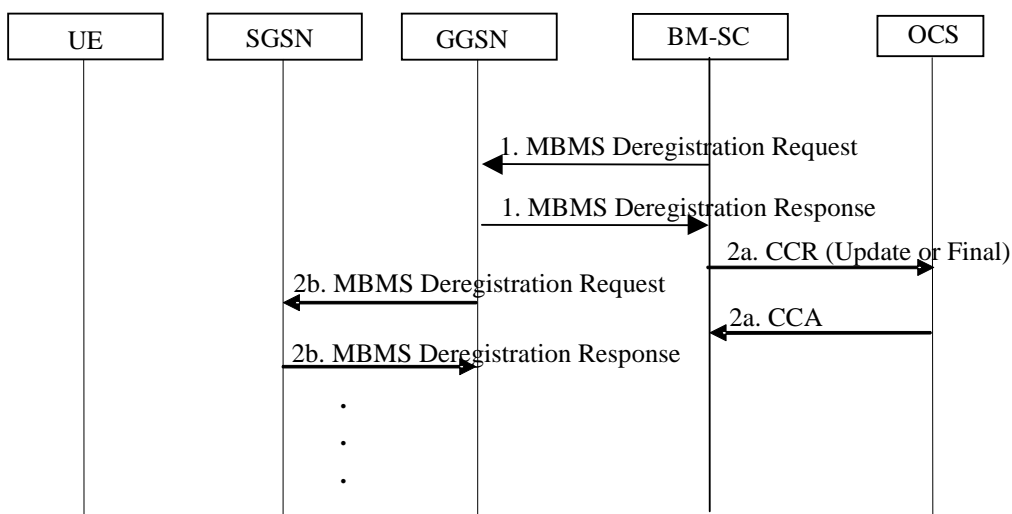 UE
SGSN
GGSN
BM-SC
OCS
1. MBMS Deregistration Request
1. MBMS Deregistration Response
2a. CCR (Update or Final)
2b. MBMS Deregistration Request
2a. CCA
2b. MBMS Deregistration Response
.
.
.